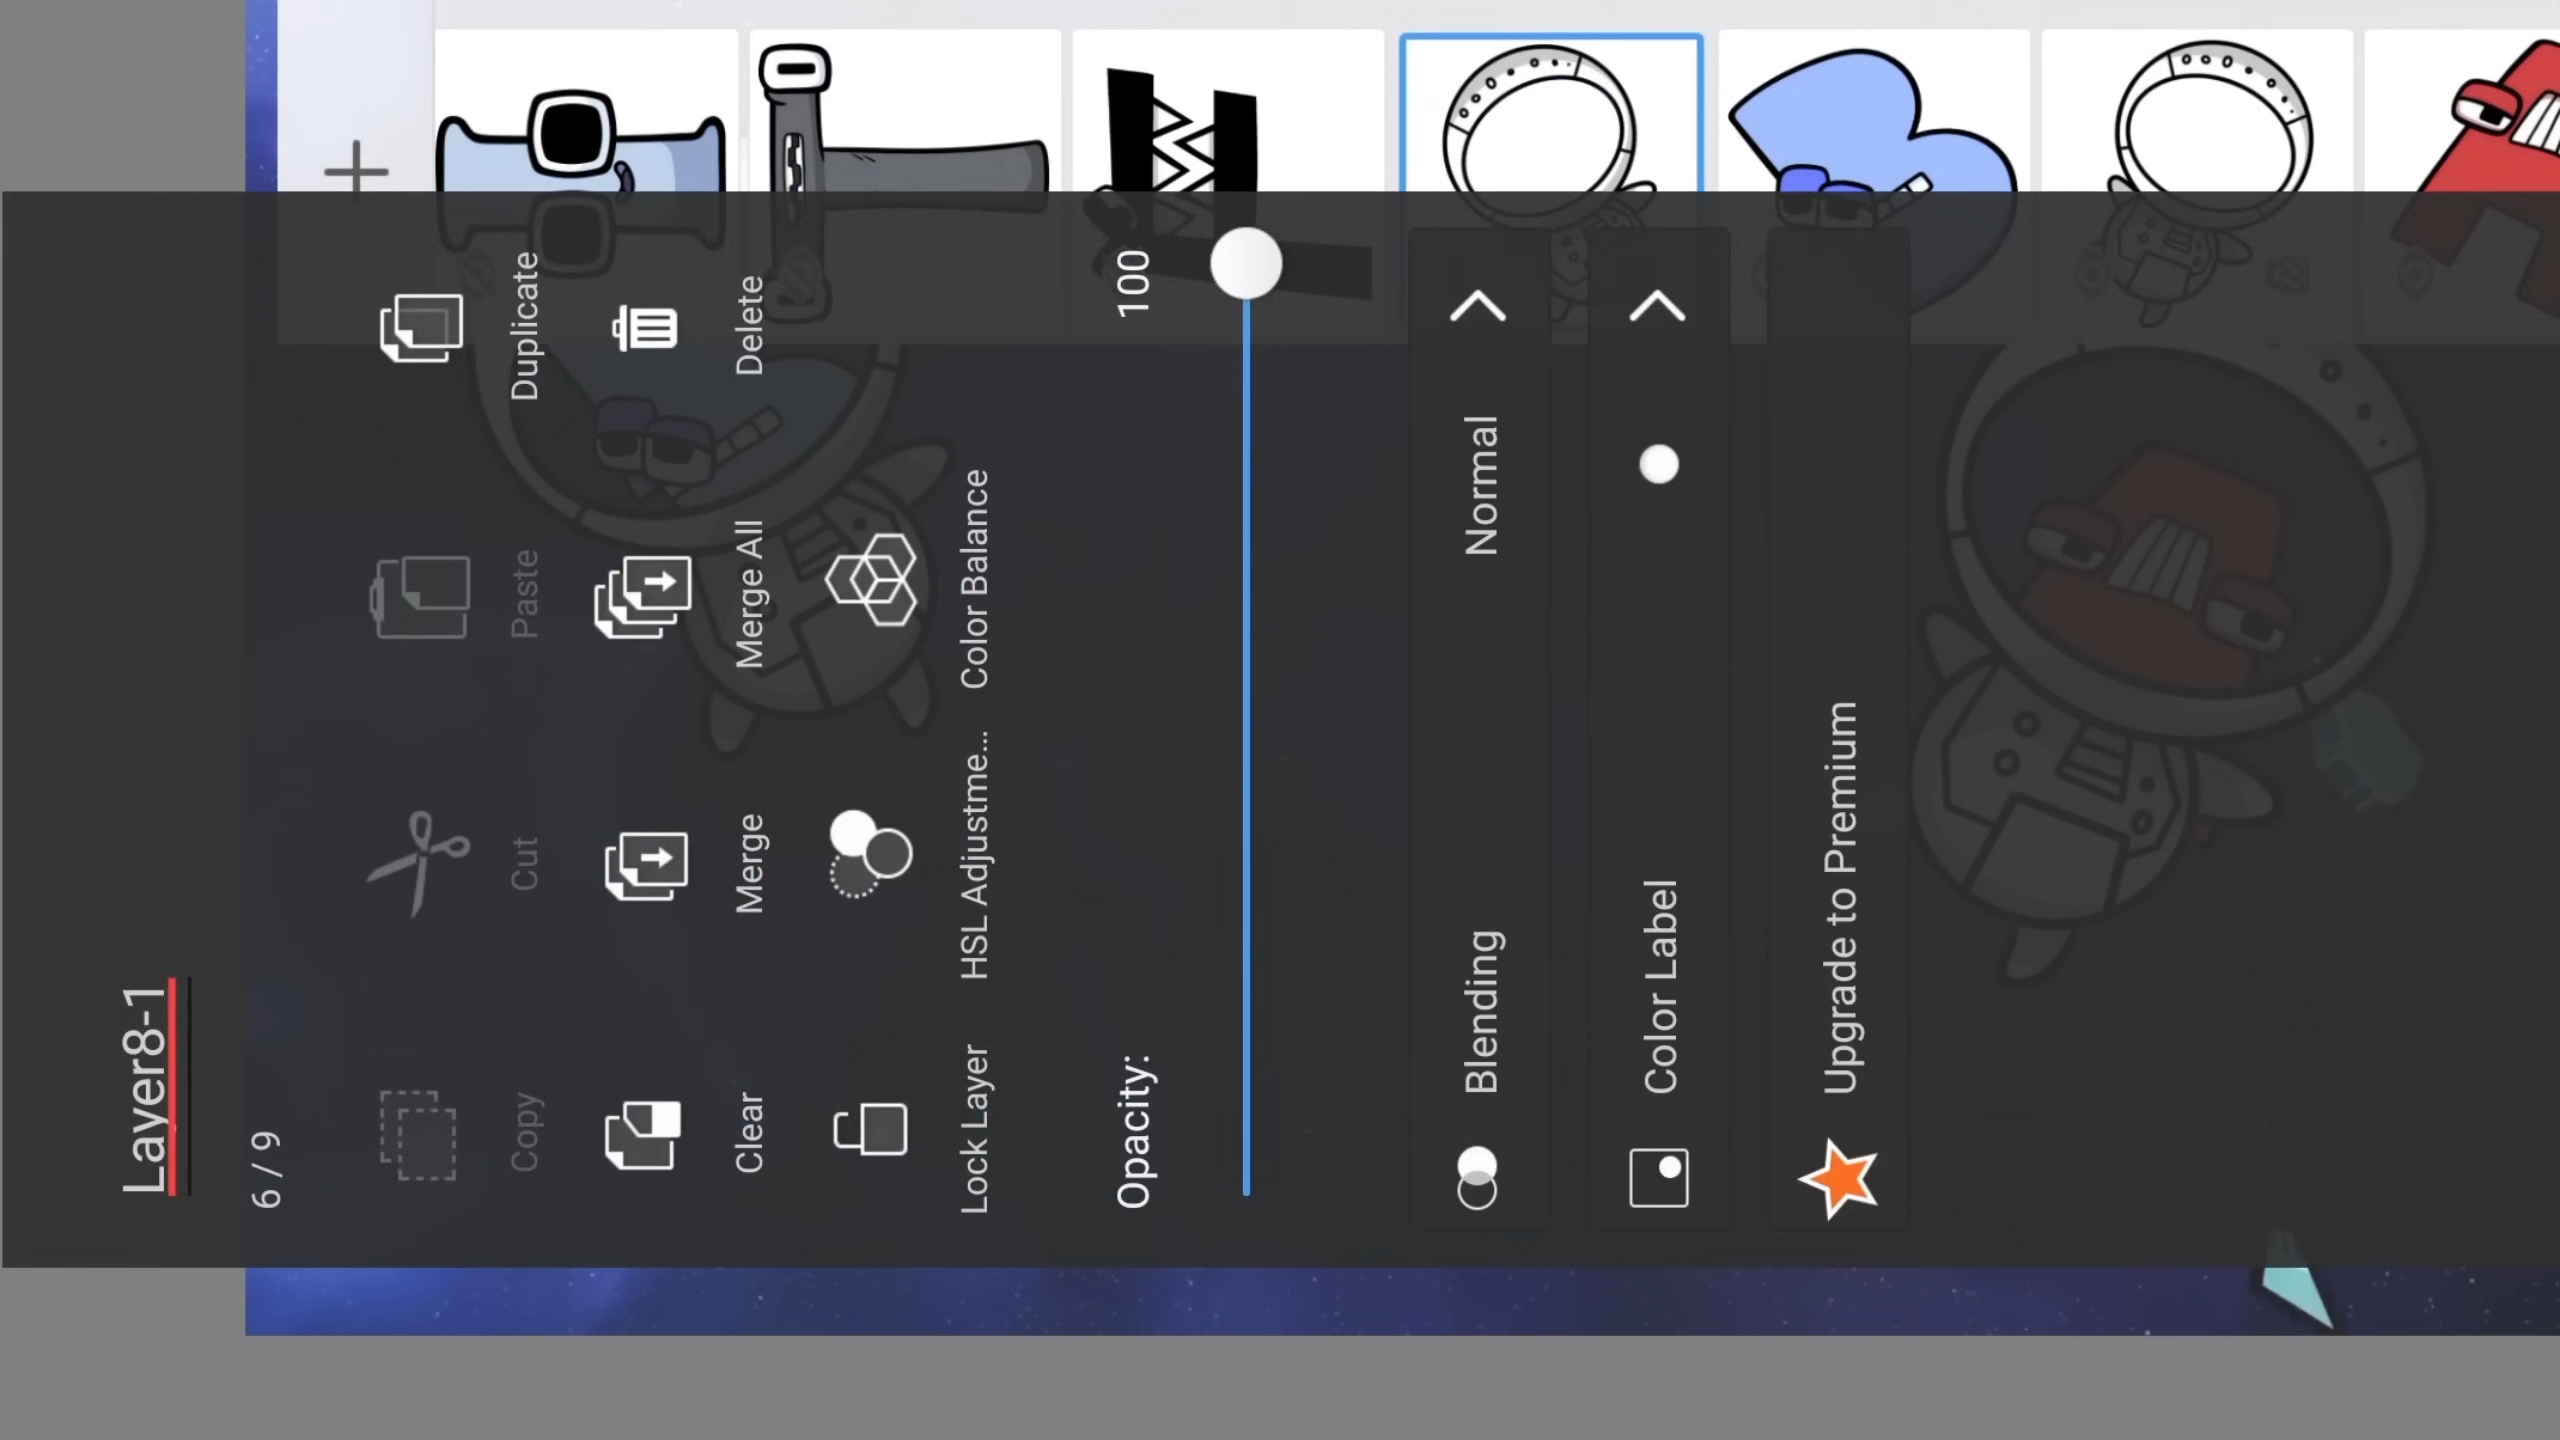 Layer8-1
6 / 9
Copy
Cut
Paste
Duplicate
Clear
Merge
Merge All
Delete
Lock Layer
HSL Adjustme...
Color Balance
Opacity:
100
Blending
Normal
Color Label
Upgrade to Premium